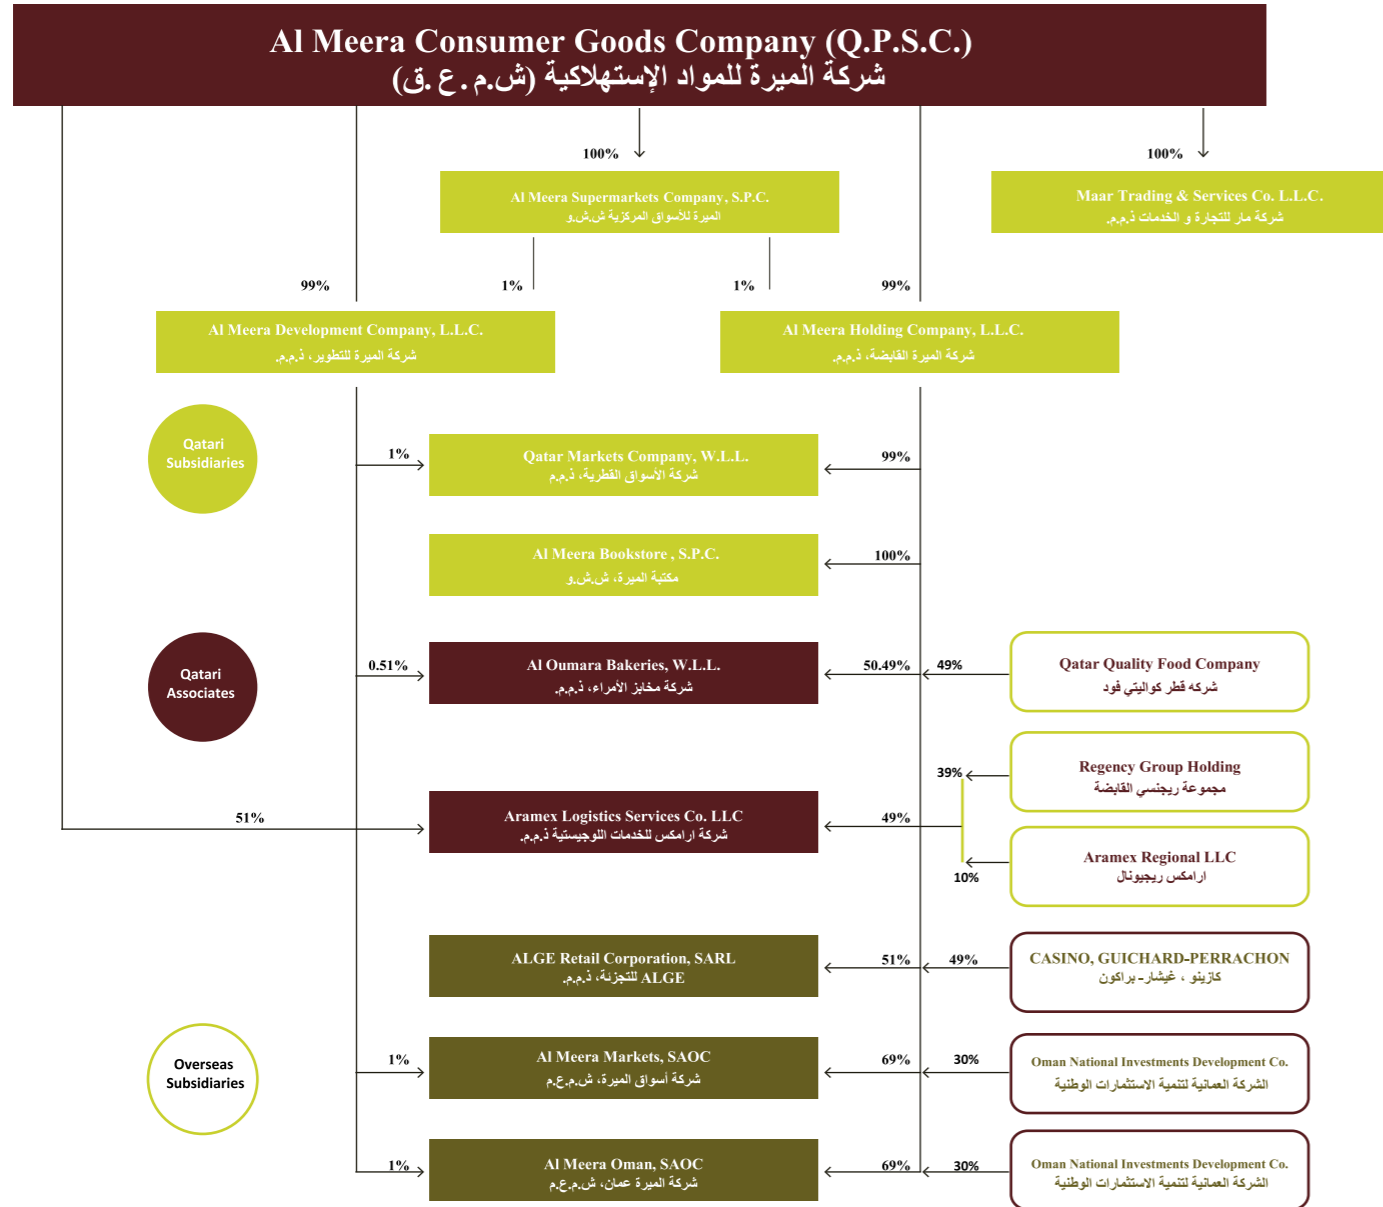 Al Meera Consumer Goods Company (Q.P.S.C.)
شركة الميرة للمواد الإستهلاكية (ش.م.ع.ق)
100%
100%
Al Meera Supermarkets Company, S.P.C.
الميرة للأسواق المركزية ش.ش.و
Maar Trading & Services Co. L.L.C.
شركة مار للتجارة و الخدمات ذ.م.م.
99%
1%
1%
99%
Al Meera Development Company, L.L.C.
شركة الميرة للتطوير، ذ.م.م.
Al Meera Holding Company, L.L.C.
شركة الميرة القابضة، ذ.م.م.
Qatari
Subsidiaries
1%
Qatar Markets Company, W.L.L.
شركة الأسواق القطرية، ذ.م.م
99%
Al Meera Bookstore , S.P.C.
مكتبة الميرة، ش.ش.و
100%
Qatari
Associates
0.51%
Al Oumara Bakeries, W.L.L.
شركة مخابز الأمراء، ذ.م.م.
50.49%
49%
Qatar Quality Food Company
شركه قطر كواليتي فود
51%
Aramex Logistics Services Co. LLC
شركة ارامكس للخدمات اللوجيستية ذ.م.م.
49%
39%
Regency Group Holding
مجموعة ريجنسي القابضة
10%
Aramex Regional LLC
ارامكس ريجيونال
ALGE Retail Corporation, SARL
ALGE للتجزئة، ذ.م.م.
51%
49%
CASINO, GUICHARD-PERRACHON
كازينو ، غيشار- براكون
Overseas
Subsidiaries
1%
Al Meera Markets, SAOC
شركة أسواق الميرة، ش.م.ع.م
69%
30%
Oman National Investments Development Co.
الشركة العمانية لتنمية الاستثمارات الوطنية
1%
Al Meera Oman, SAOC
شركة الميرة عمان، ش.م.ع.م
69%
30%
Oman National Investments Development Co.
الشركة العمانية لتنمية الاستثمارات الوطنية